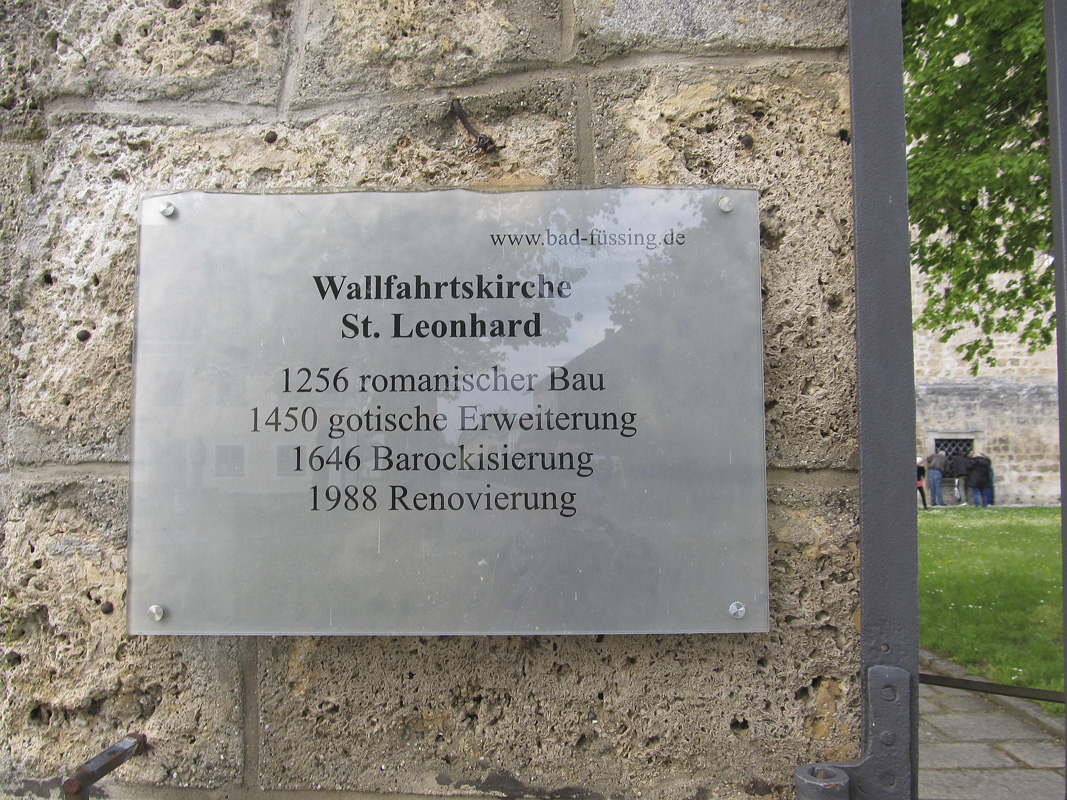 www.bad-füssing.de
Wallfahrtskirche
St. Leonhard
1256 romanischer Bau
1450 gotische Erweiterung
1646 Barockisierung
1988 Renovierung